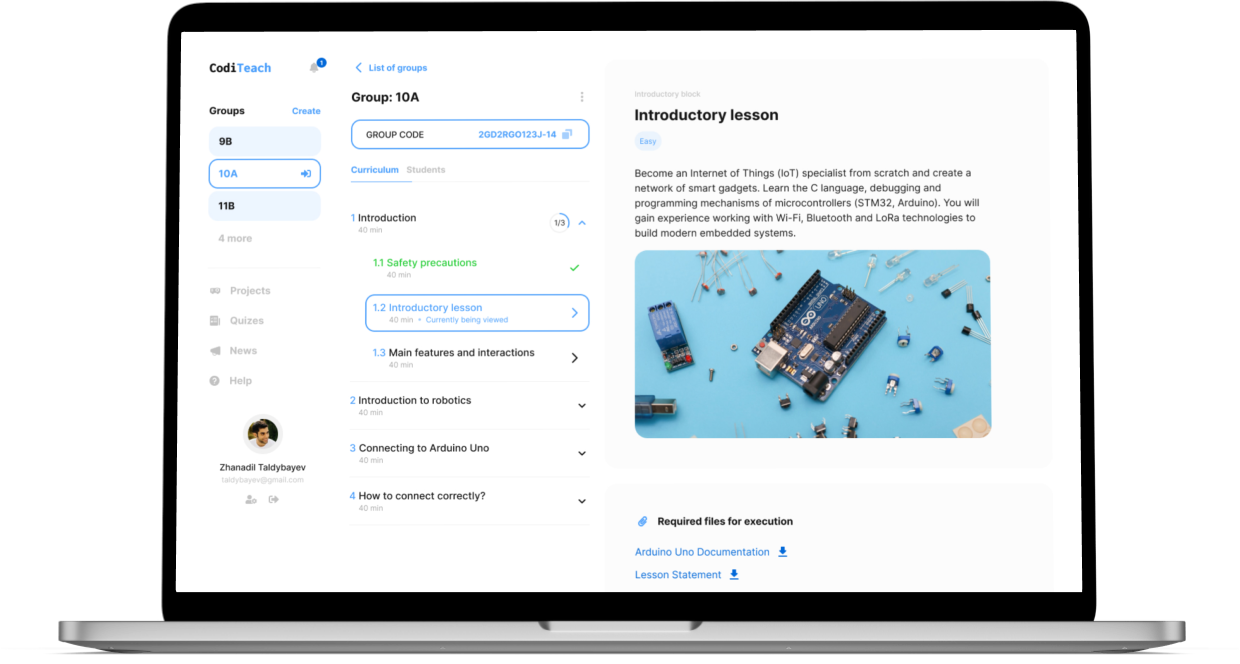 CodiTeach
1
Groups
Create
9B
10A
11B
4 more
Projects
Quizes
News
Help
Zhanadil Taldybayev
taldybayev@gmail.com
List of groups
Group: 10A
GROUP CODE
2GD2RGO123J-14
Curriculum
Students
1 Introduction
40 min
1/3
1.1 Safety precautions
40 min
1.2 Introductory lesson
40 min • Currently being viewed
1.3 Main features and interactions
40 min
2 Introduction to robotics
40 min
3 Connecting to Arduino Uno
40 min
4 How to connect correctly?
40 min
Introductory block
Introductory lesson
Easy
Become an Internet of Things (IoT) specialist from scratch and create a
network of smart gadgets. Learn the C language, debugging and
programming mechanisms of microcontrollers (STM32, Arduino). You will
gain experience working with Wi-Fi, Bluetooth and LoRa technologies to
build modern embedded systems.
UNO
Required files for execution
Arduino Uno Documentation
Lesson Statement